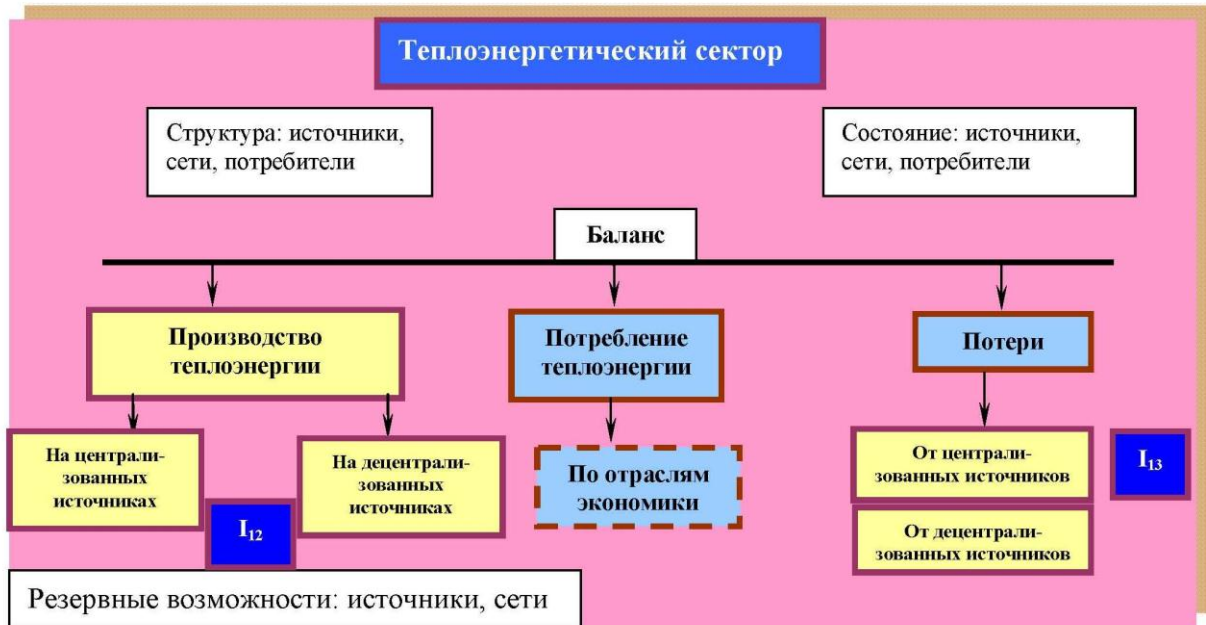 Теплоэнергетический сектор
Структура: источники,
сети, потребители
Состояние: источники,
сети, потребители
Баланс
Производство
теплоэнергии
Потребление
теплоэнергии
Потери
На централи-
зованных
источниках
I12
На децентрали-
зованных
источниках
По отраслям
экономики
От централи-
зованных источников
I13
От децентрали-
зованных источников
Резервные возможности: источники, сети